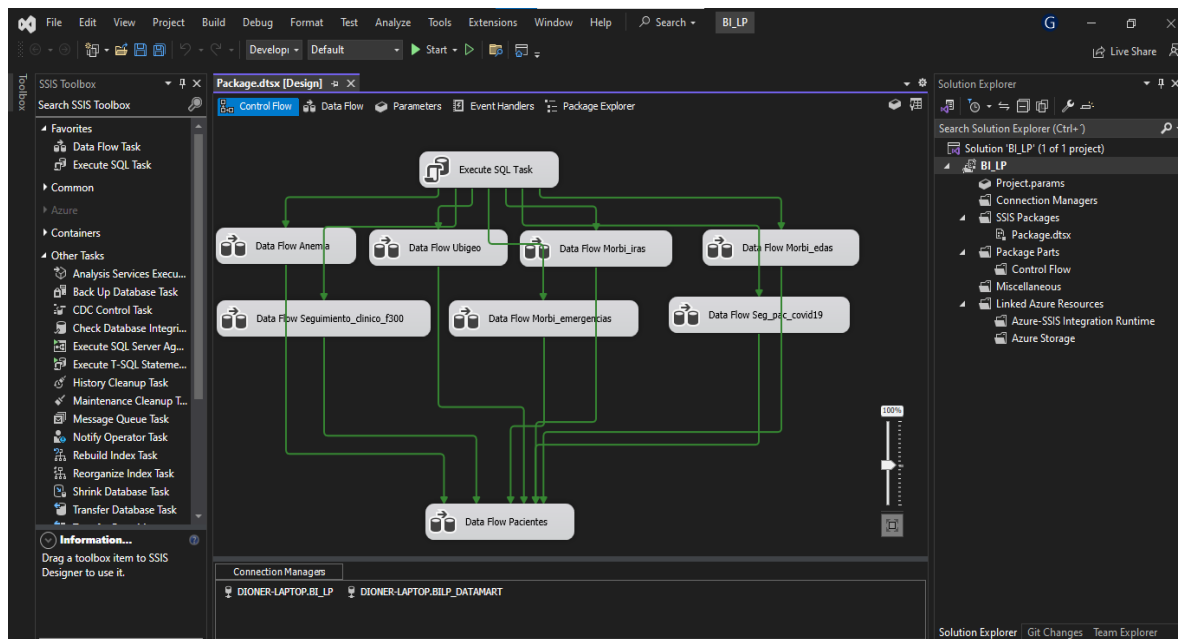 File Edit View Project Build Debug Format Test Analyze Tools Extensions Window Help Search BI_LP G
Develop Default Start Live Share
Toolbox
SSIS Toolbox
Search SSIS Toolbox
Favorites
Data Flow Task
Execute SQL Task
Common
Azure
Containers
Other Tasks
Analysis Services Execu...
Back Up Database Task
CDC Control Task
Check Database Integri...
Execute SQL Server Ag...
Execute T-SQL Stateme...
History Cleanup Task
Maintenance Cleanup T...
Message Queue Task
Notify Operator Task
Rebuild Index Task
Reorganize Index Task
Shrink Database Task
Transfer Database Task
Information...
Drag a toolbox item to SSIS
Designer to use it.
Package.dtsx [Design]
Control Flow Data Flow Parameters Event Handlers Package Explorer
Execute SQL Task
Data Flow Anemia
Data Flow Ubigeo
Data Flow Morbi_iras
Data Flow Morbi_edas
Data Flow Seguimiento_clinico_f300
Data Flow Morbi_emergencias
Data Flow Seg_pac_covid19
Data Flow Pacientes
100%
Connection Managers
DIONER-LAPTOP.BI_LP DIONER-LAPTOP.BILP_DATAMART
Solution Explorer
Search Solution Explorer (Ctrl+´)
Solution 'BI_LP' (1 of 1 project)
BI_LP
Project.params
Connection Managers
SSIS Packages
Package.dtsx
Package Parts
Control Flow
Miscellaneous
Linked Azure Resources
Azure-SSIS Integration Runtime
Azure Storage
Solution Explorer Git Changes Team Explorer